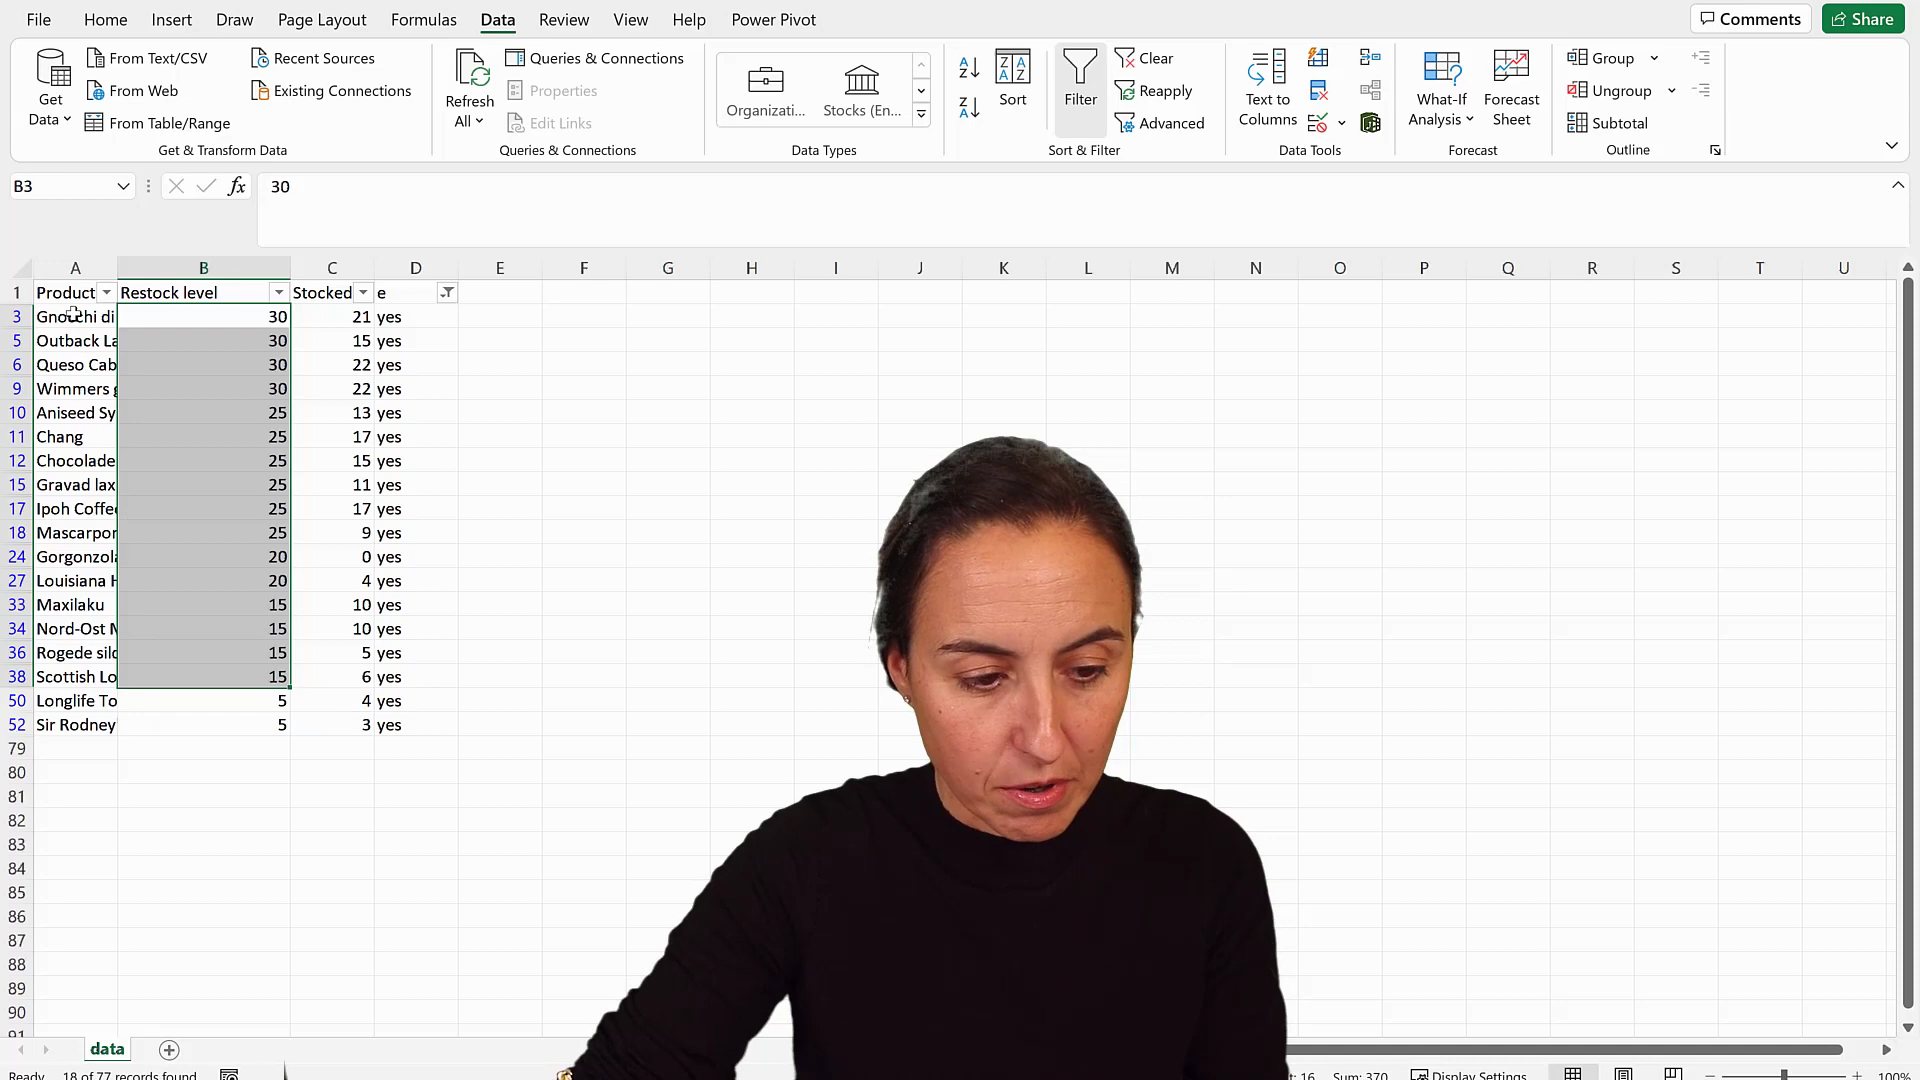 File Home Insert Draw Page Layout Formulas Data Review View Help Power Pivot Comments Share
From Text/CSV Recent Sources Queries & Connections Clear Group
Get Data From Web Existing Connections Refresh All Properties Organizati... Stocks (En... Sort Filter Reapply Text to Columns What-If Analysis Forecast Sheet Ungroup
From Table/Range Edit Links Advanced Subtotal
Get & Transform Data Queries & Connections Data Types Sort & Filter Data Tools Forecast Outline
B3 fx 30
A B C D E F G H I J K L M N O P Q R S T U
1 Product Restock level Stocked e
3 Gnocchi di 30 21 yes
5 Outback La 30 15 yes
6 Queso Cab 30 22 yes
9 Wimmers g 30 22 yes
10 Aniseed Sy 25 13 yes
11 Chang 25 17 yes
12 Chocolade 25 15 yes
15 Gravad lax 25 11 yes
17 Ipoh Coffee 25 17 yes
18 Mascarpor 25 9 yes
24 Gorgonzola 20 0 yes
27 Louisiana H 20 4 yes
33 Maxilaku 15 10 yes
34 Nord-Ost M 15 10 yes
36 Rogede sild 15 5 yes
38 Scottish Lo 15 6 yes
50 Longlife To 5 4 yes
52 Sir Rodney 5 3 yes
79
80
81
82
83
84
85
86
87
88
89
90
91
data
Ready 18 of 77 records found : 16 Sum: 370 Display Settings 100%